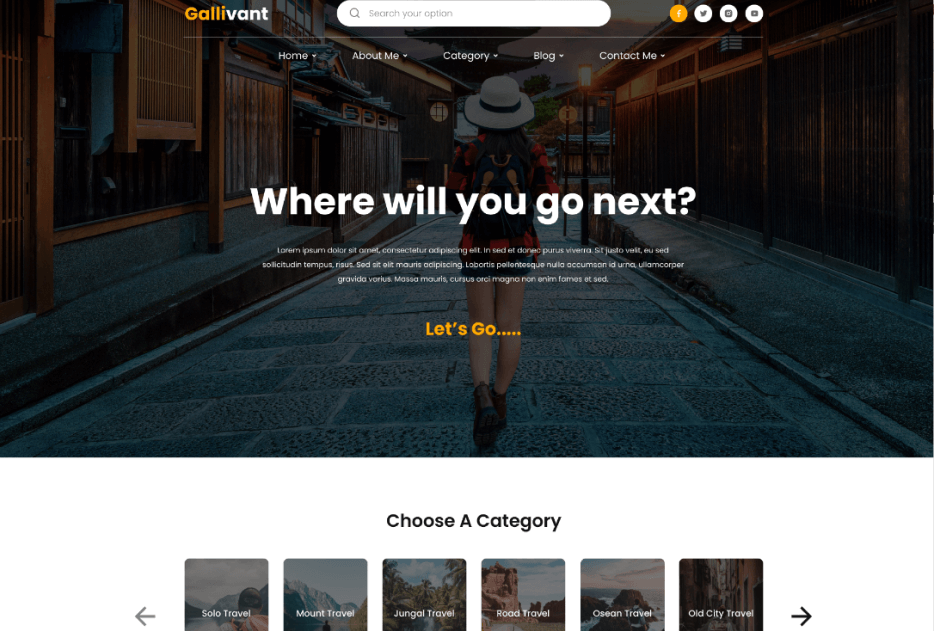 Gallivant
Search your option
Home
About Me
Category
Blog
Contact Me
Where will you go next?
Lorem ipsum dolor sit amet, consectetur adipiscing elit. In sed et donec purus viverra. Sit justo velit, eu sed
sollicitudin tempus, risus. Sed sit elit mauris adipiscing. Lobortis pellentesque nulla accumsan id urna, ullamcorper
gravida varius. Massa mauris, cursus orci magna non enim fames et sed.
Let's Go.....
Choose A Category
Solo Travel
Mount Travel
Jungal Travel
Road Travel
Osean Travel
Old City Travel